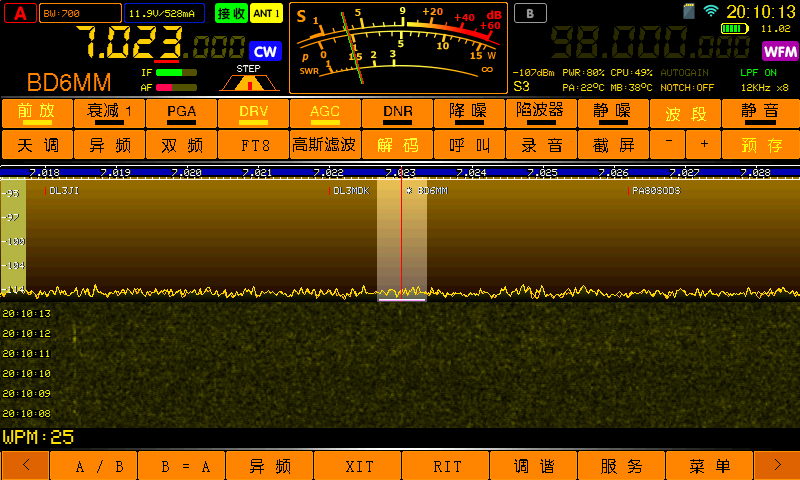 A BW:700 11.9V/528mA 接收 ANT 1
7.023.000 CW
BD6MM
IF
AF
STEP
S 1 5 9 +20 +40 +60 dB
P 0 5 10 15 W
SWR 1 1.5 2 3 ∞
B 20:10:13
11.02
98.000.000 WFM
-107dBm PWR:80% CPU:49% AUTOGAIN LPF ON
S3 PA:22ºC MB:38ºC NOTCH:OFF 12KHz x8
前放 衰减 1 PGA DRV AGC DNR 降噪 陷波器 静噪 波段 静音
天调 异频 双频 FT8 高斯滤波 解码 呼叫 录音 截屏 - + 预存
7.018 7.019 7.020 7.021 7.022 7.023 7.024 7.025 7.026 7.027 7.028
DL3JI DL3MDK * BD6MM PA80SODS
-93
-97
-100
-104
20:10:13
20:10:12
20:10:11
20:10:10
20:10:09
20:10:08
WPM:25
< A / B B = A 异频 XIT RIT 调谐 服务 菜单 >